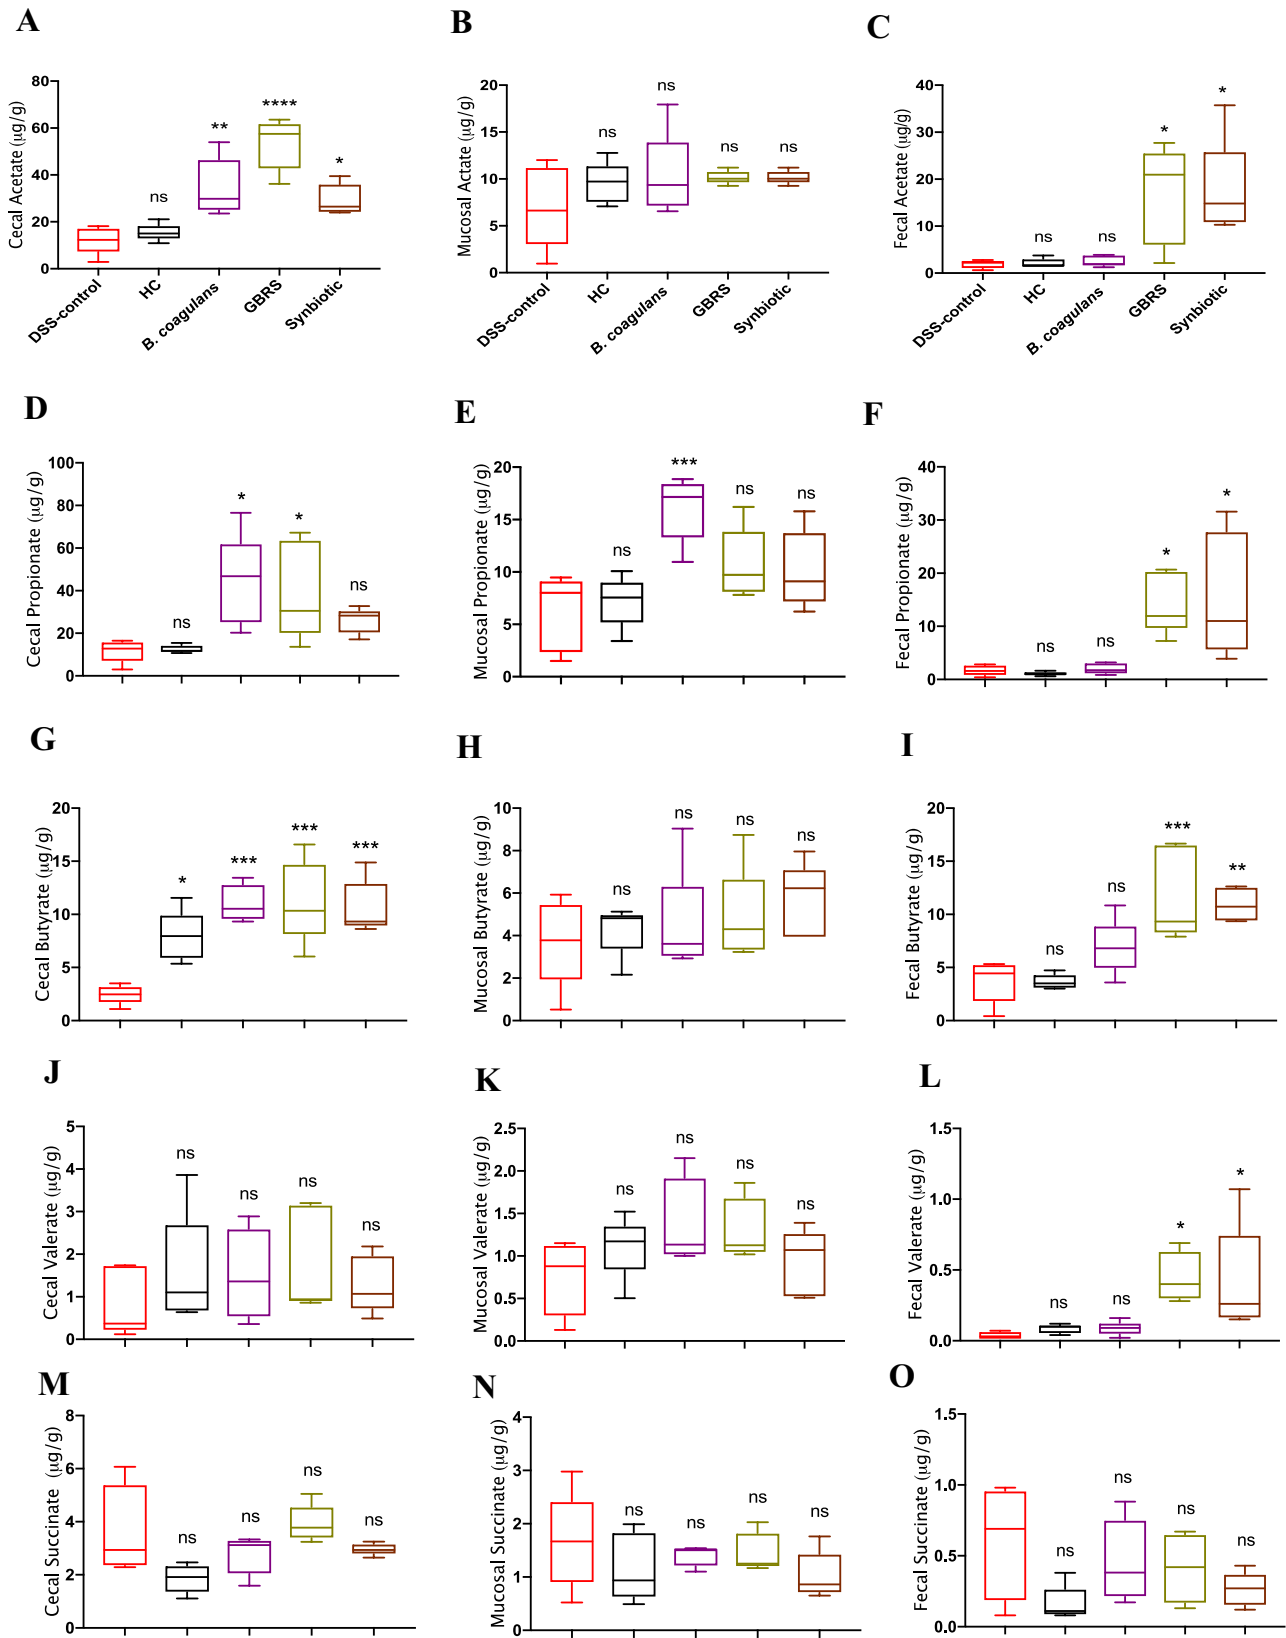 A
Cecal Acetate (μg/g)
80
60
40
20
0
ns
**
****
*
DSS-control
HC
B. coagulans
GBRS
Synbiotic
B
Mucosal Actate (μg/g)
20
15
10
5
0
ns
ns
ns
ns
DSS-control
HC
B. coagulans
GBRS
Synbiotic
C
Fecal Acetate (μg/g)
40
30
20
10
0
ns
ns
*
*
DSS-control
HC
B. coagulans
GBRS
Synbiotic
D
Cecal Propionate (μg/g)
100
80
60
40
20
0
ns
*
*
ns
E
Mucosal Propionate (μg/g)
20
15
10
5
0
ns
***
ns
ns
F
Fecal Propionate (μg/g)
40
30
20
10
0
ns
ns
*
*
G
Cecal Butyrate (μg/g)
20
15
10
5
0
*
***
***
***
H
Mucosal Butyrate (μg/g)
10
8
6
4
2
0
ns
ns
ns
ns
I
Fecal Butyrate (μg/g)
20
15
10
5
0
ns
ns
***
**
J
Cecal Valerate (μg/g)
5
4
3
2
1
0
ns
ns
ns
ns
K
Mucosal Valerate (μg/g)
2.5
2.0
1.5
1.0
0.5
0.0
ns
ns
ns
ns
L
Fecal Valerate (μg/g)
1.5
1.0
0.5
0.0
ns
ns
*
*
M
Cecal Succinate (μg/g)
8
6
4
2
0
ns
ns
ns
ns
N
Mucosal Succinate (μg/g)
4
3
2
1
0
ns
ns
ns
ns
O
Fecal Succinate (μg/g)
1.5
1.0
0.5
0.0
ns
ns
ns
ns